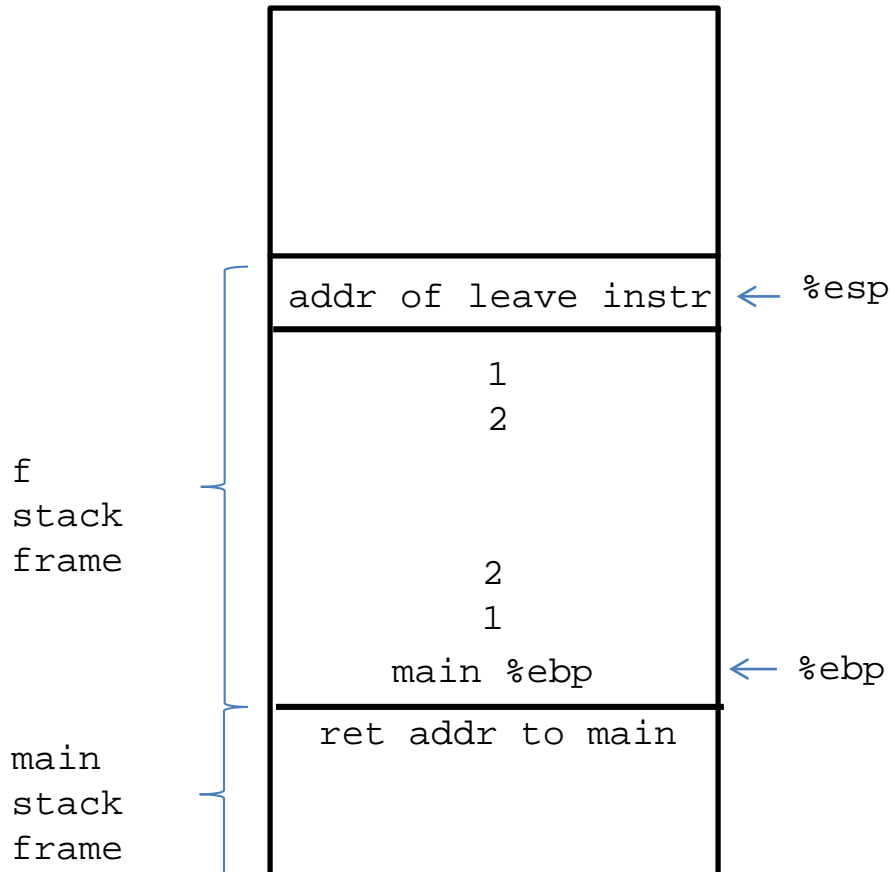 addr of leave instr
%esp
1
2
f
stack
frame
2
1
main %ebp
%ebp
ret addr to main
main
stack
frame